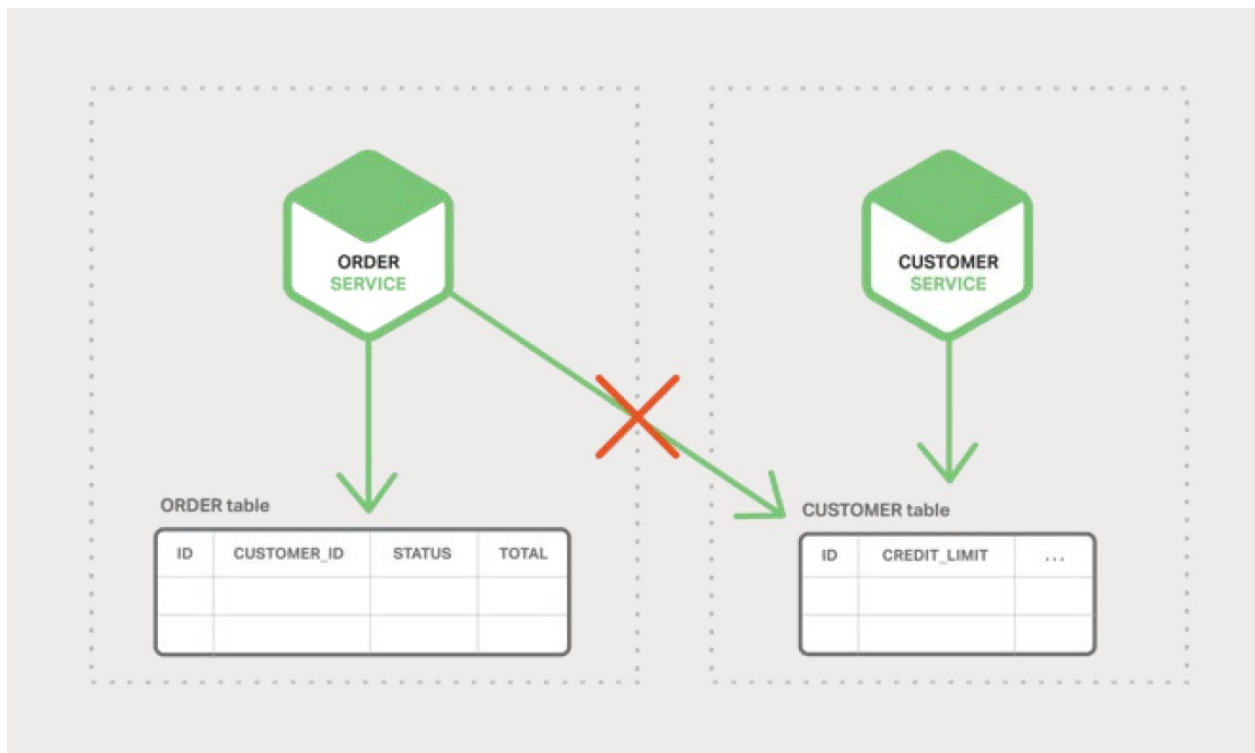 ORDER
SERVICE
CUSTOMER
SERVICE
ORDER table
ID CUSTOMER_ID STATUS TOTAL
CUSTOMER table
ID CREDIT_LIMIT ...